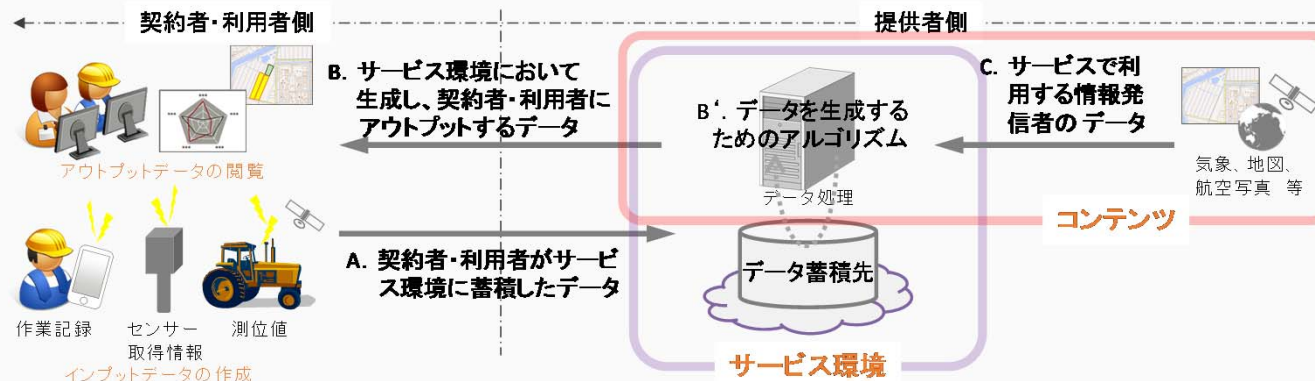 契約者・利用者側
提供者側
B. サービス環境において
生成し、契約者・利用者に
アウトプットするデータ
B‘. データを生成する
ためのアルゴリズム
C. サービスで利
用する情報発
信者の データ
アウトプットデータの閲覧
データ処理
気象、地図、
航空写真 等
コンテンツ
A. 契約者・利用者がサービ
ス環境に蓄積したデータ
データ蓄積先
作業記録
センサー
取得情報
測位値
インプットデータの作成
サービス環境